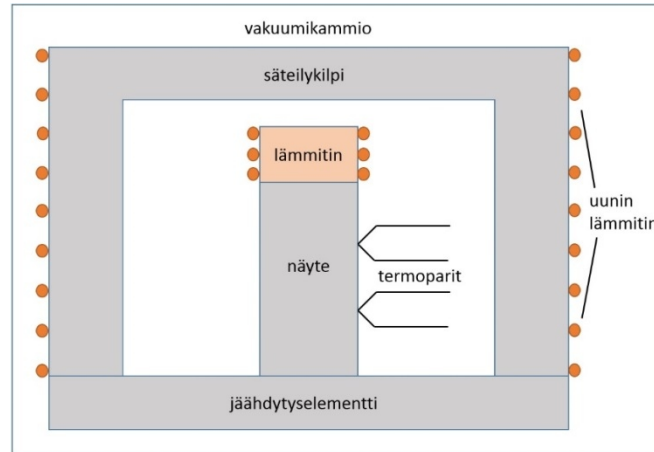 vakuumikammio
säteilykilpi
lämmitin
uunin
lämmitin
näyte
termoparit
jäähdytyselementti